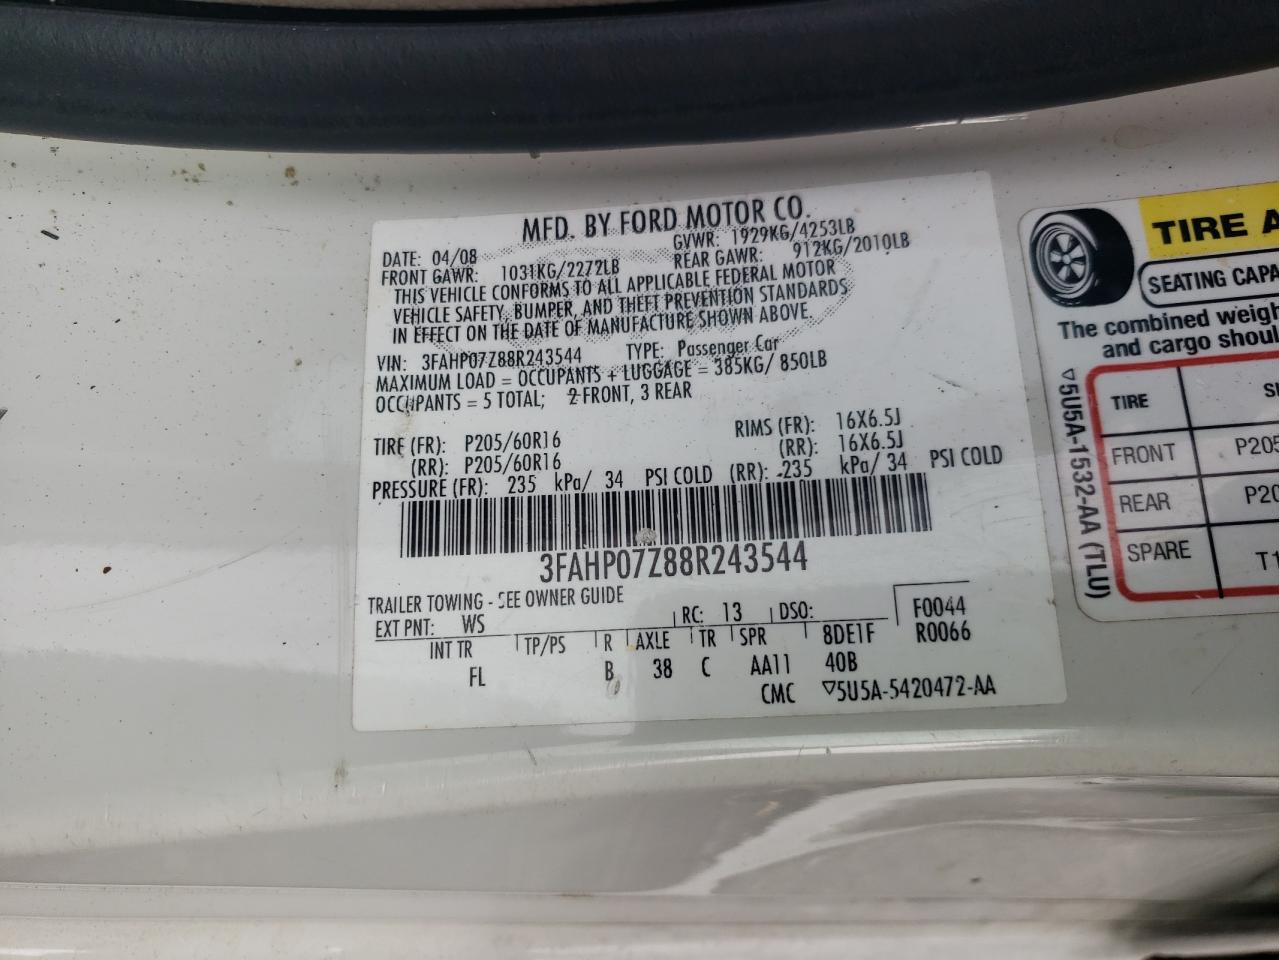 MFD. BY FORD MOTOR CO.
DATE: 04/08 GVWR: 1929KG/4253LB
FRONT GAWR: 1031KG/2272LB REAR GAWR: 912KG/2010LB
THIS VEHICLE CONFORMS TO ALL APPLICABLE FEDERAL MOTOR
VEHICLE SAFETY, BUMPER, AND THEFT PREVENTION STANDARDS
IN EFFECT ON THE DATE OF MANUFACTURE SHOWN ABOVE.
VIN: 3FAHP07Z88R243544 TYPE: Passenger Car
MAXIMUM LOAD = OCCUPANTS + LUGGAGE = 385KG/ 850LB
OCCUPANTS = 5 TOTAL; 2 FRONT, 3 REAR
TIRE (FR): P205/60R16 RIMS (FR): 16X6.5J
(RR): P205/60R16 (RR): 16X6.5J
PRESSURE (FR): 235 kPa/ 34 PSI COLD (RR): 235 kPa/ 34 PSI COLD
3FAHP07Z88R243544
TRAILER TOWING - SEE OWNER GUIDE
EXT PNT: WS RC: 13 DSO: F0044
INT TR TP/PS R AXLE TR SPR 8DE1F R0066
FL B 38 C AA11 40B
CMC ▽5U5A-5420472-AA
TIRE A
SEATING CAPA
The combined weigh
and cargo shoul
▽5U5A-1532-AA (TLU)
TIRE
FRONT P205
REAR P20
SPARE T1